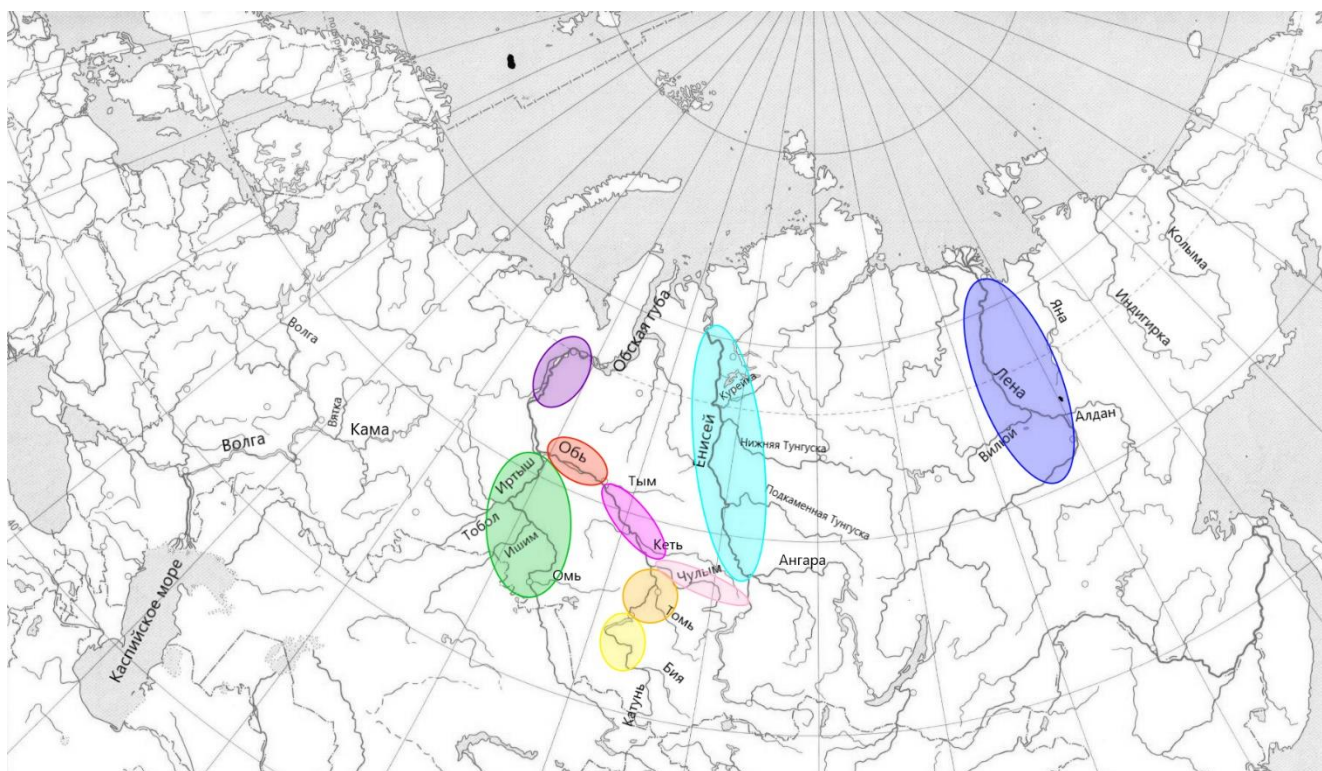 Обская губа
Колыма
Индигирка
Яна
Волга
Лена
Курейка
Вятка
Кама
Волга
Алдан
Вилюй
Енисей
Нижняя Тунгуска
Обь
Иртыш
Тым
Подкаменная Тунгуска
Тобол
40°
Ишим
Кеть
Омь
Чулым
Ангара
Каспийское море
Томь
Бия
Катунь